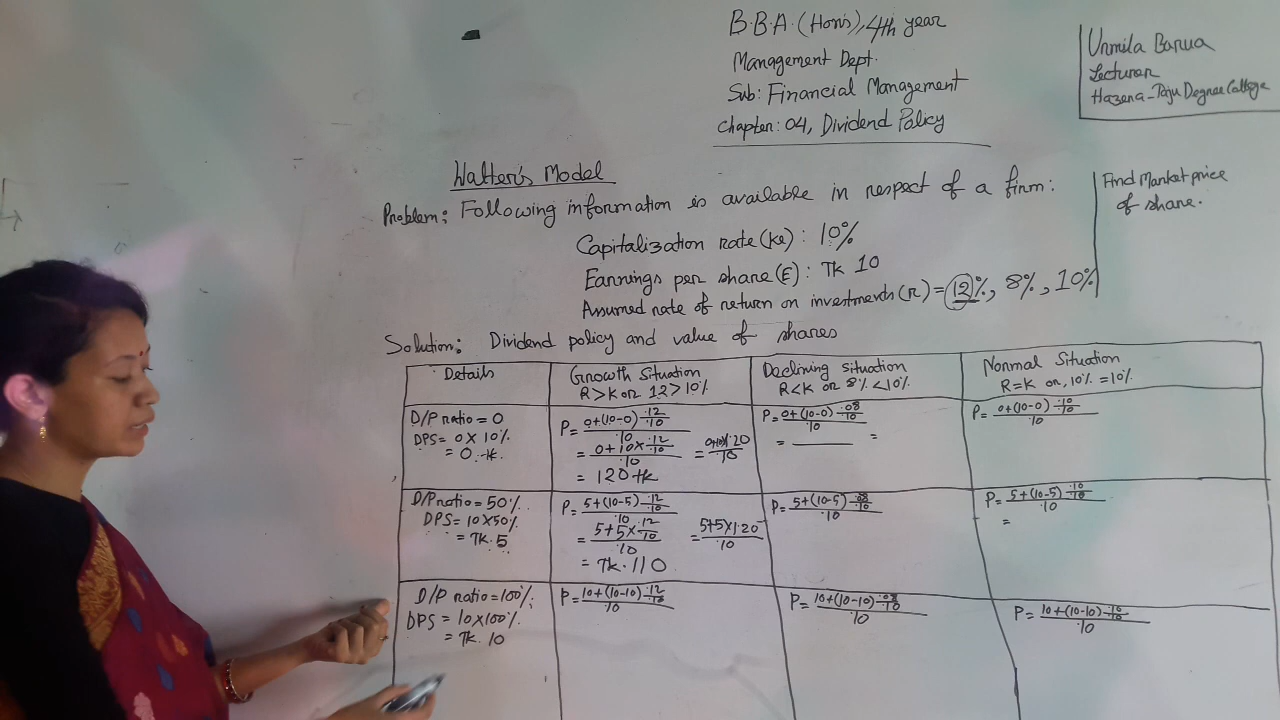 B.B.A. (Hon's), 4th year
Management Dept.
Sub: Financial Management
Chapter: 04, Dividend Policy
Urmila Barua
Lecturer
Hazera-Taju Degree College
Walter's Model
Problem: Following information is available in respect of a firm:
Capitalization rate (ke) : 10%
Earnings per share (E) : Tk 10
Assumed rate of return on investments (r) = 12%, 8%, 10%
Find Market price
of share.
Solution: Dividend policy and value of shares
Details
Growth Situation
R>K or 12>10%
Declining Situation
R<K or 8%<10%
Normal Situation
R=K or, 10% = 10%
D/P ratio = 0
DPS = 0 X 10%
= 0. tk.
P = 0+(10-0) .12/.10 / .10
= 0+10×.12/.10 / .10 = 0+10×1.20 / .10
= 120 tk
P = 0+(10-0) .08/.10 / .10
= =
P = 0+(10-0) .10/.10 / .10
D/P ratio = 50%
DPS = 10X50%
= Tk. 5
P = 5+(10-5) .12/.10 / .10
= 5+5×.12/.10 / .10 = 5+5×1.20 / .10
= Tk. 110
P = 5+(10-5) .08/.10 / .10
P = 5+(10-5) .10/.10 / .10
=
D/P ratio = 100%
DPS = 10X100%
= Tk. 10
P = 10+(10-10) .12/.10 / .10
P = 10+(10-10) .08/.10 / .10
P = 10+(10-10) .10/.10 / .10